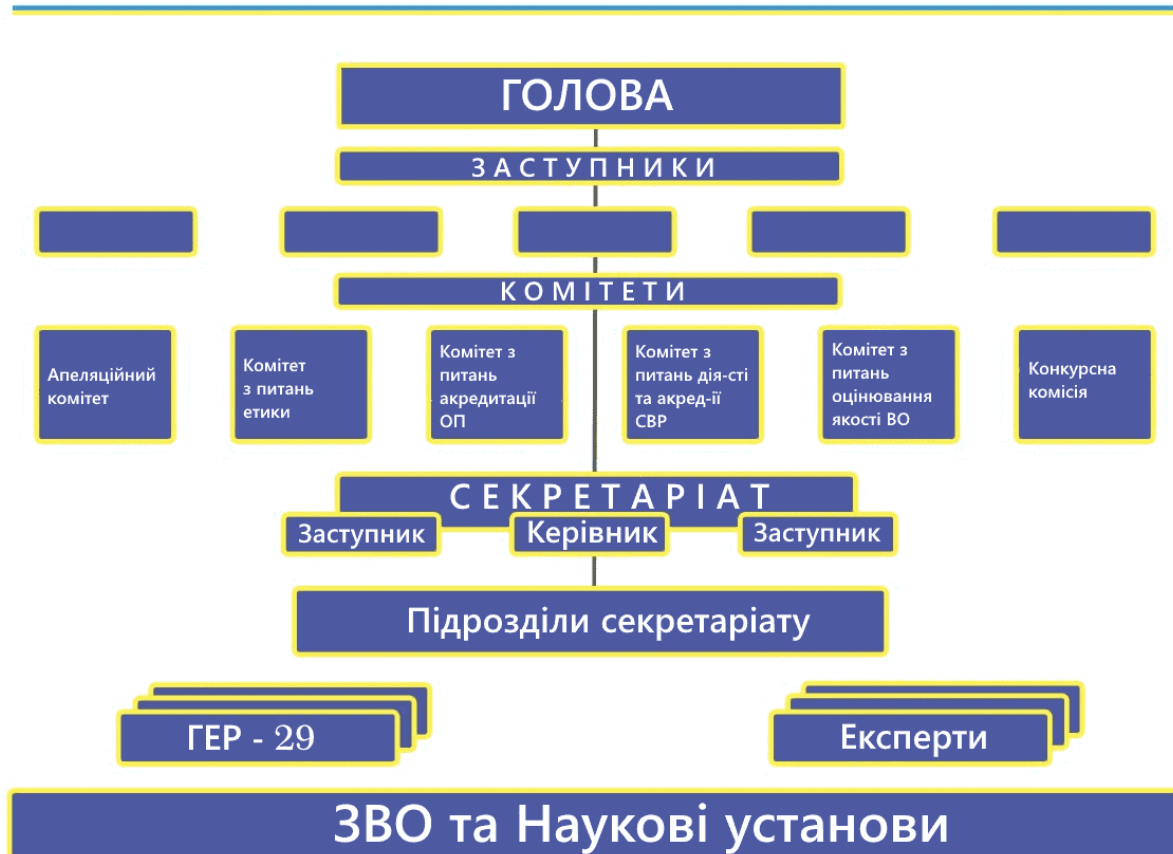 ГОЛОВА
ЗАСТУПНИКИ
КОМІТЕТИ
Апеляційний
комітет
Комітет
з питань
етики
Комітет з
питань
акредитації
ОП
Комітет з
питань дія-сті
та акред-ії
СВР
Комітет з
питань
оцінювання
якості ВО
Конкурсна
комісія
СЕКРЕТАРІАТ
Заступник
Керівник
Заступник
Підрозділи секретаріату
ГЕР - 29
Експерти
ЗВО та Наукові установи